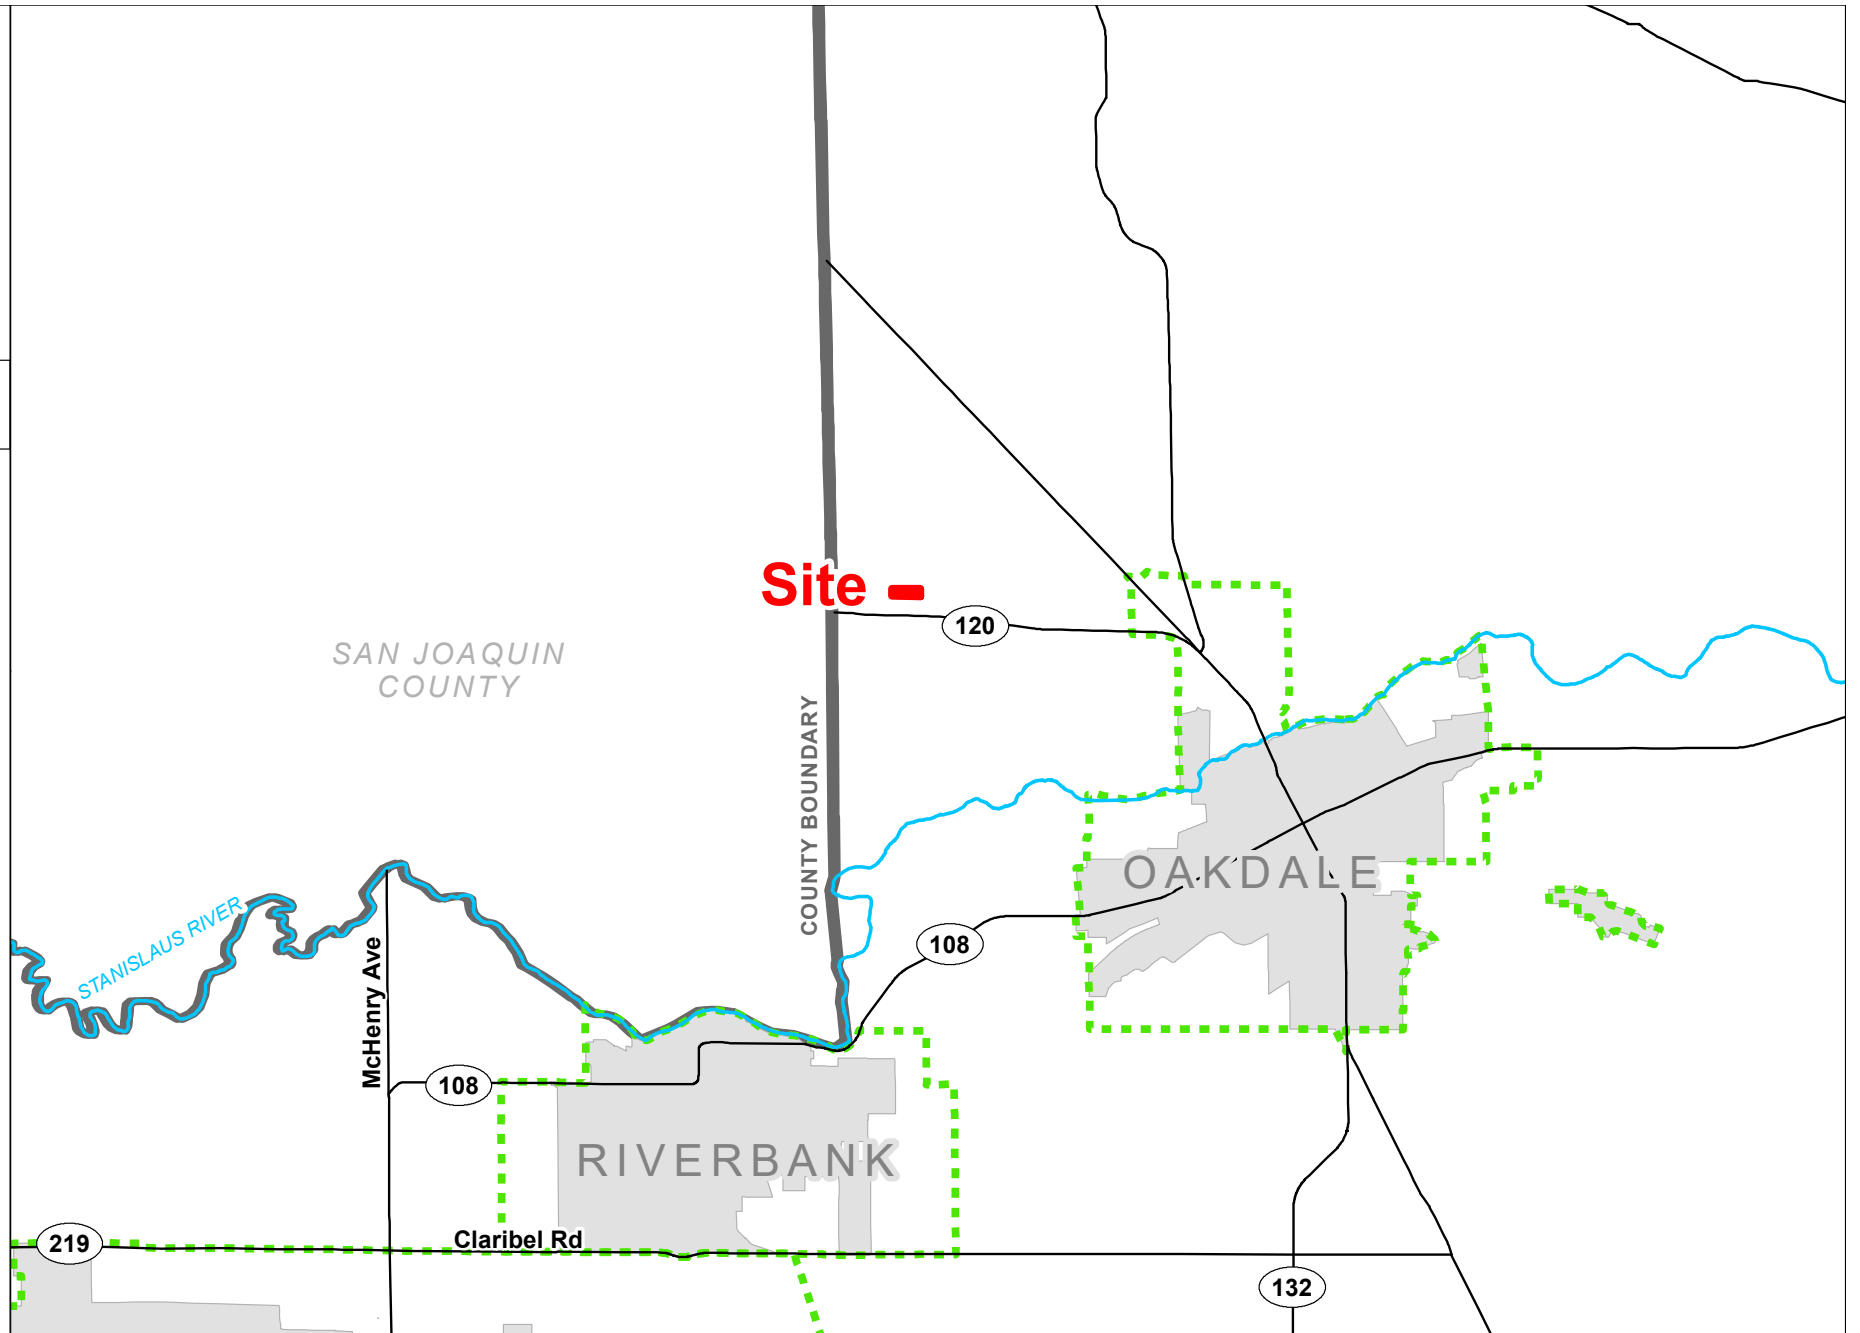 Site
120
SAN JOAQUIN
COUNTY
COUNTY BOUNDARY
OAKDALE
STANISLAUS RIVER
McHenry Ave
108
108
RIVERBANK
219
Claribel Rd
132